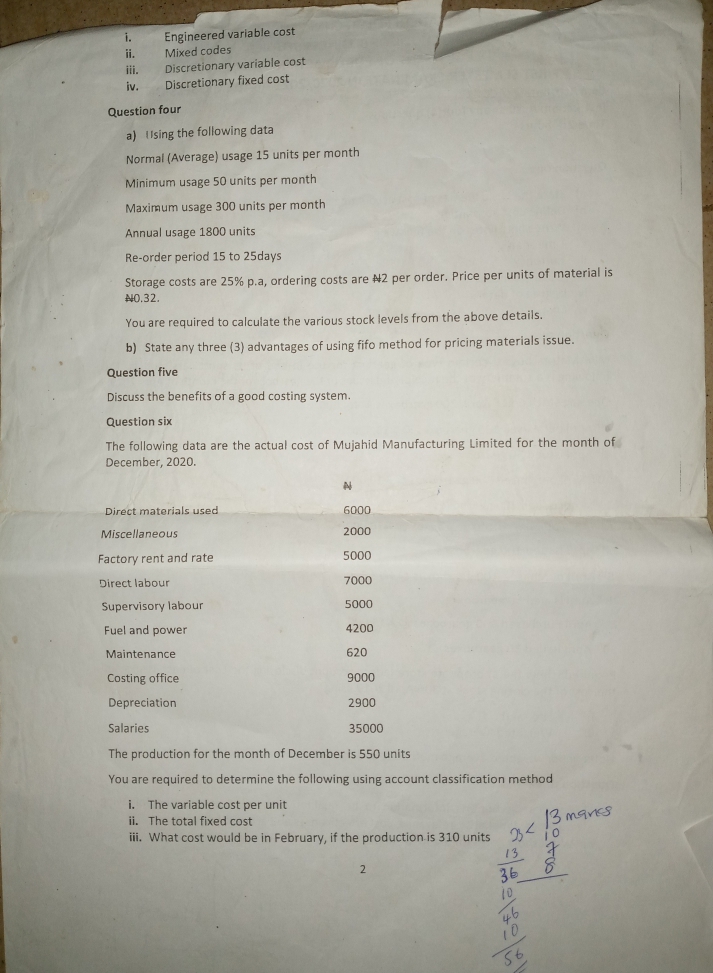 i. Engineered variable cost
ii. Mixed codes
iii. Discretionary variable cost
iv. Discretionary fixed cost
Question four
a) Using the following data
Normal (Average) usage 15 units per month
Minimum usage 50 units per month
Maximum usage 300 units per month
Annual usage 1800 units
Re-order period 15 to 25days
Storage costs are 25% p.a, ordering costs are ₦2 per order. Price per units of material is
₦0.32.
You are required to calculate the various stock levels from the above details.
b) State any three (3) advantages of using fifo method for pricing materials issue.
Question five
Discuss the benefits of a good costing system.
Question six
The following data are the actual cost of Mujahid Manufacturing Limited for the month of
December, 2020.
₦
Direct materials used 6000
Miscellaneous 2000
Factory rent and rate 5000
Direct labour 7000
Supervisory labour 5000
Fuel and power 4200
Maintenance 620
Costing office 9000
Depreciation 2900
Salaries 35000
The production for the month of December is 550 units
You are required to determine the following using account classification method
i. The variable cost per unit
ii. The total fixed cost
iii. What cost would be in February, if the production is 310 units
13 marks
10
7
8
13
36
10
46
10
56
2